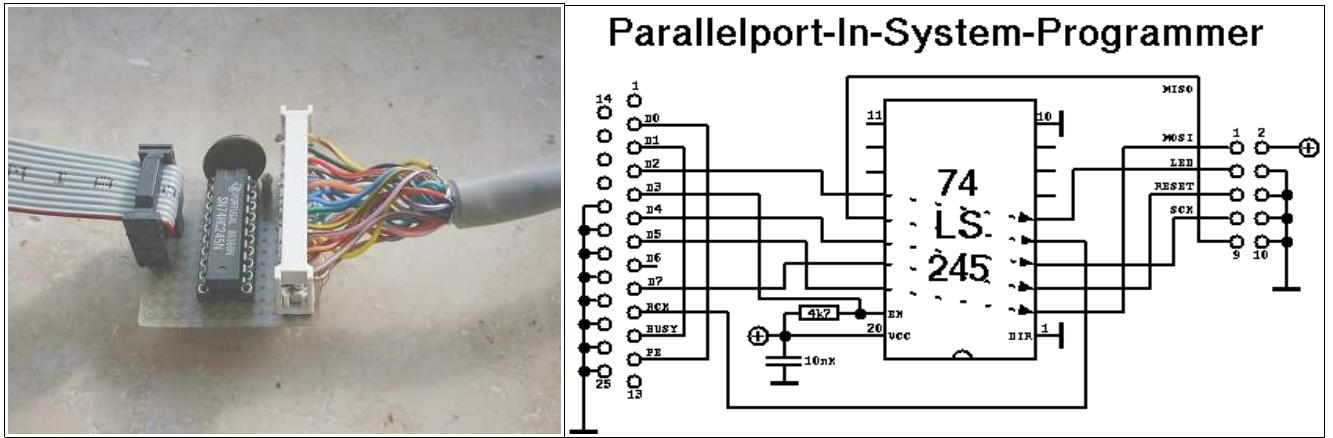 SN74HC245N
Parallelport-In-System-Programmer
MISO
14
1
11
10
D0
D1
D2
D3
D4
D5
D6
D7
ACK
BUSY
PE
25
13
74
LS
245
MOSI
LED
RESET
SCK
1
2
9
10
4k7
EN
20
VCC
DIR
1
10nK